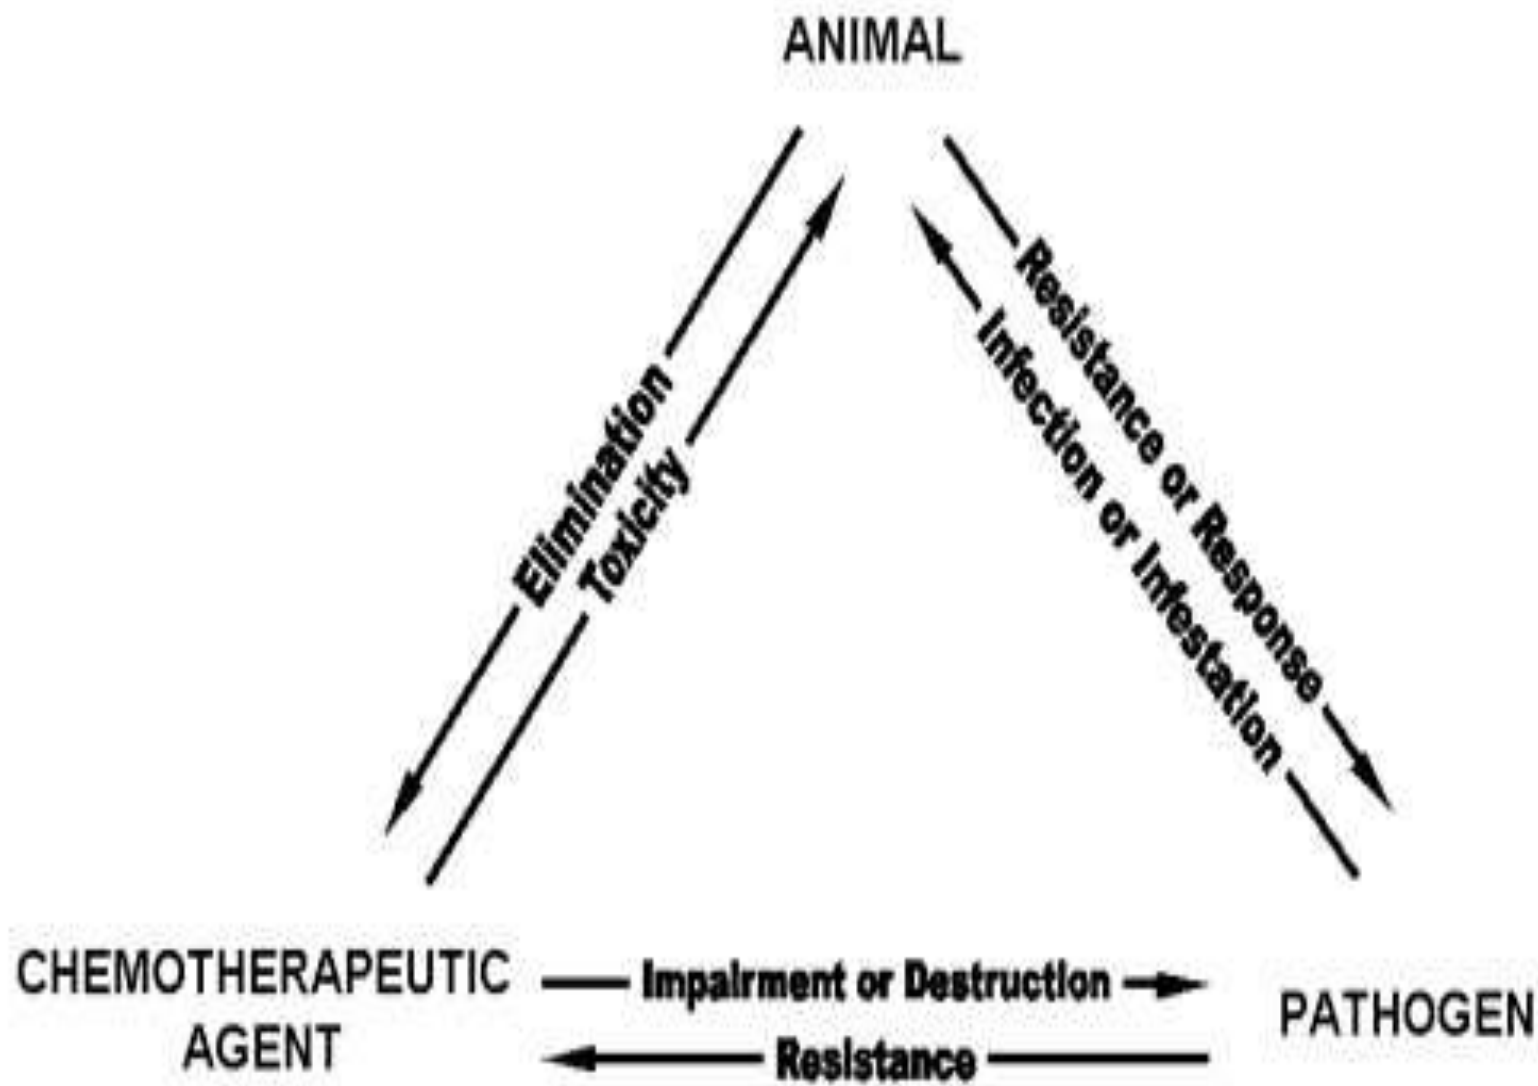 ANIMAL
Elimination
Toxicity
Resistance or Response
Infection or Infestation
CHEMOTHERAPEUTIC
AGENT
Impairment or Destruction
Resistance
PATHOGEN